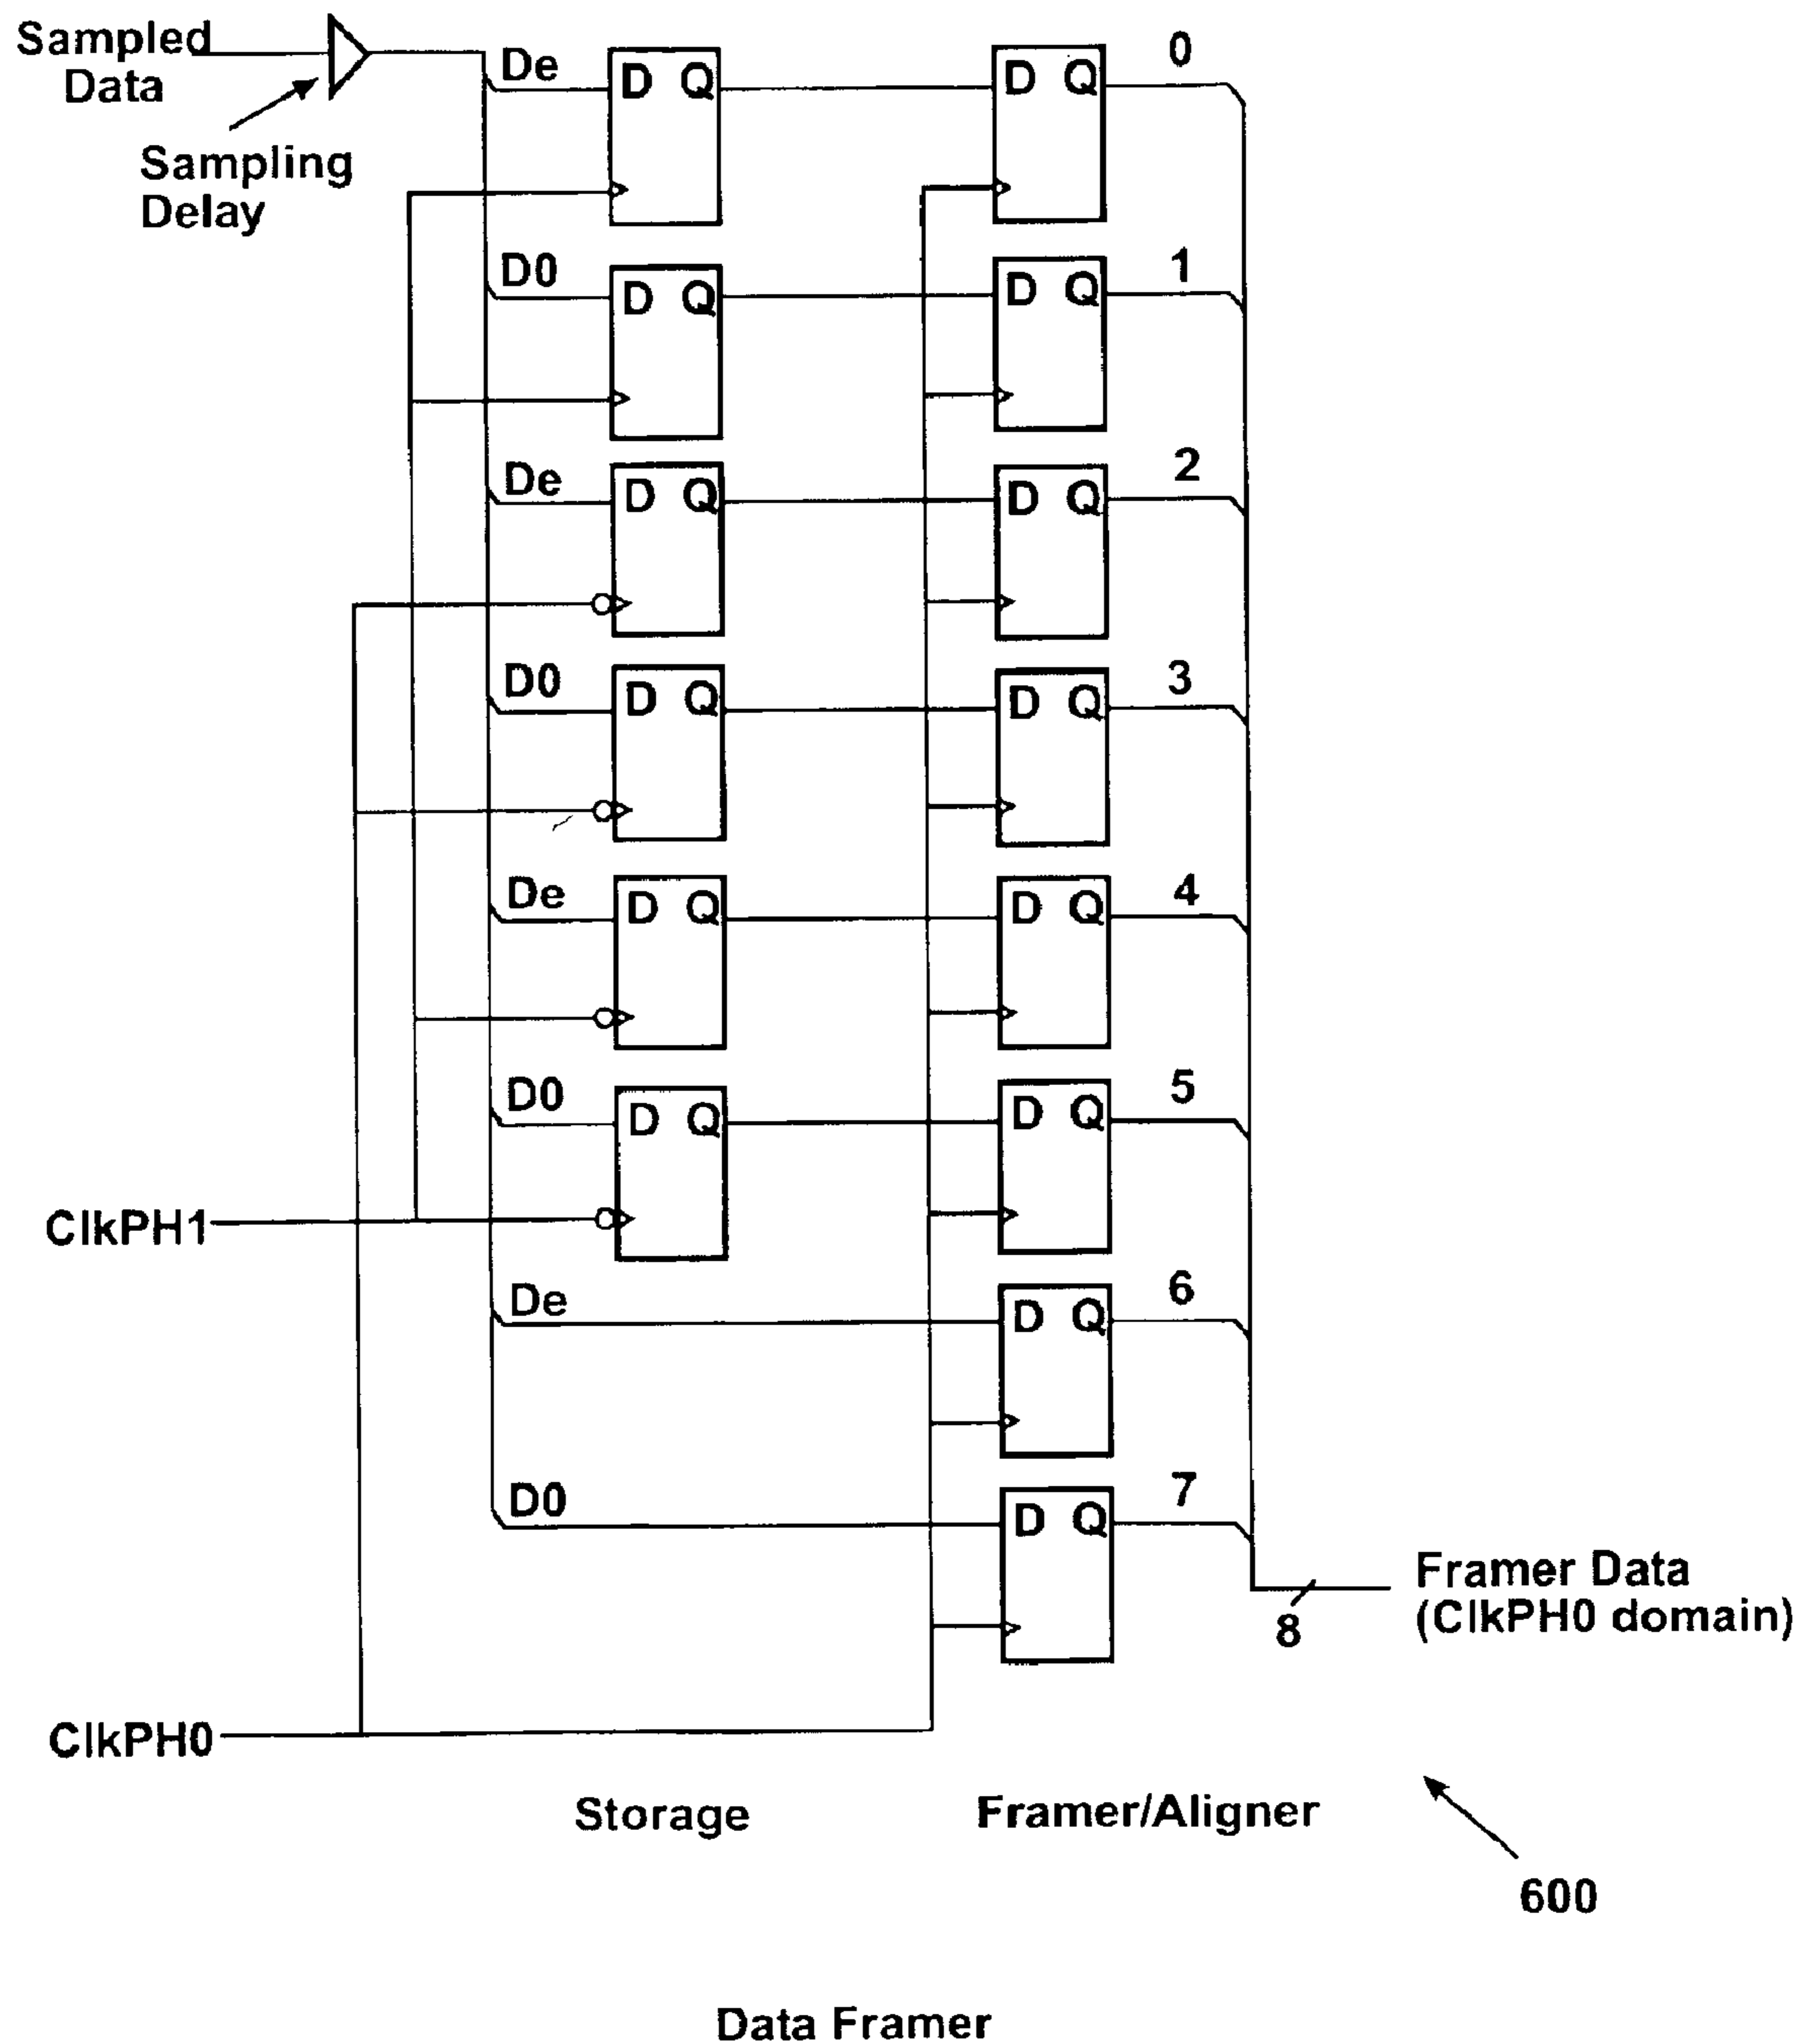 Sampled
Data
Sampling
Delay
De D Q D Q 0
D0 D Q D Q 1
De D Q D Q 2
D0 D Q D Q 3
De D Q D Q 4
D0 D Q D Q 5
ClkPH1
De D Q 6
D0 D Q 7
Framer Data
(ClkPH0 domain)
8
ClkPH0
Storage
Framer/Aligner
600
Data Framer